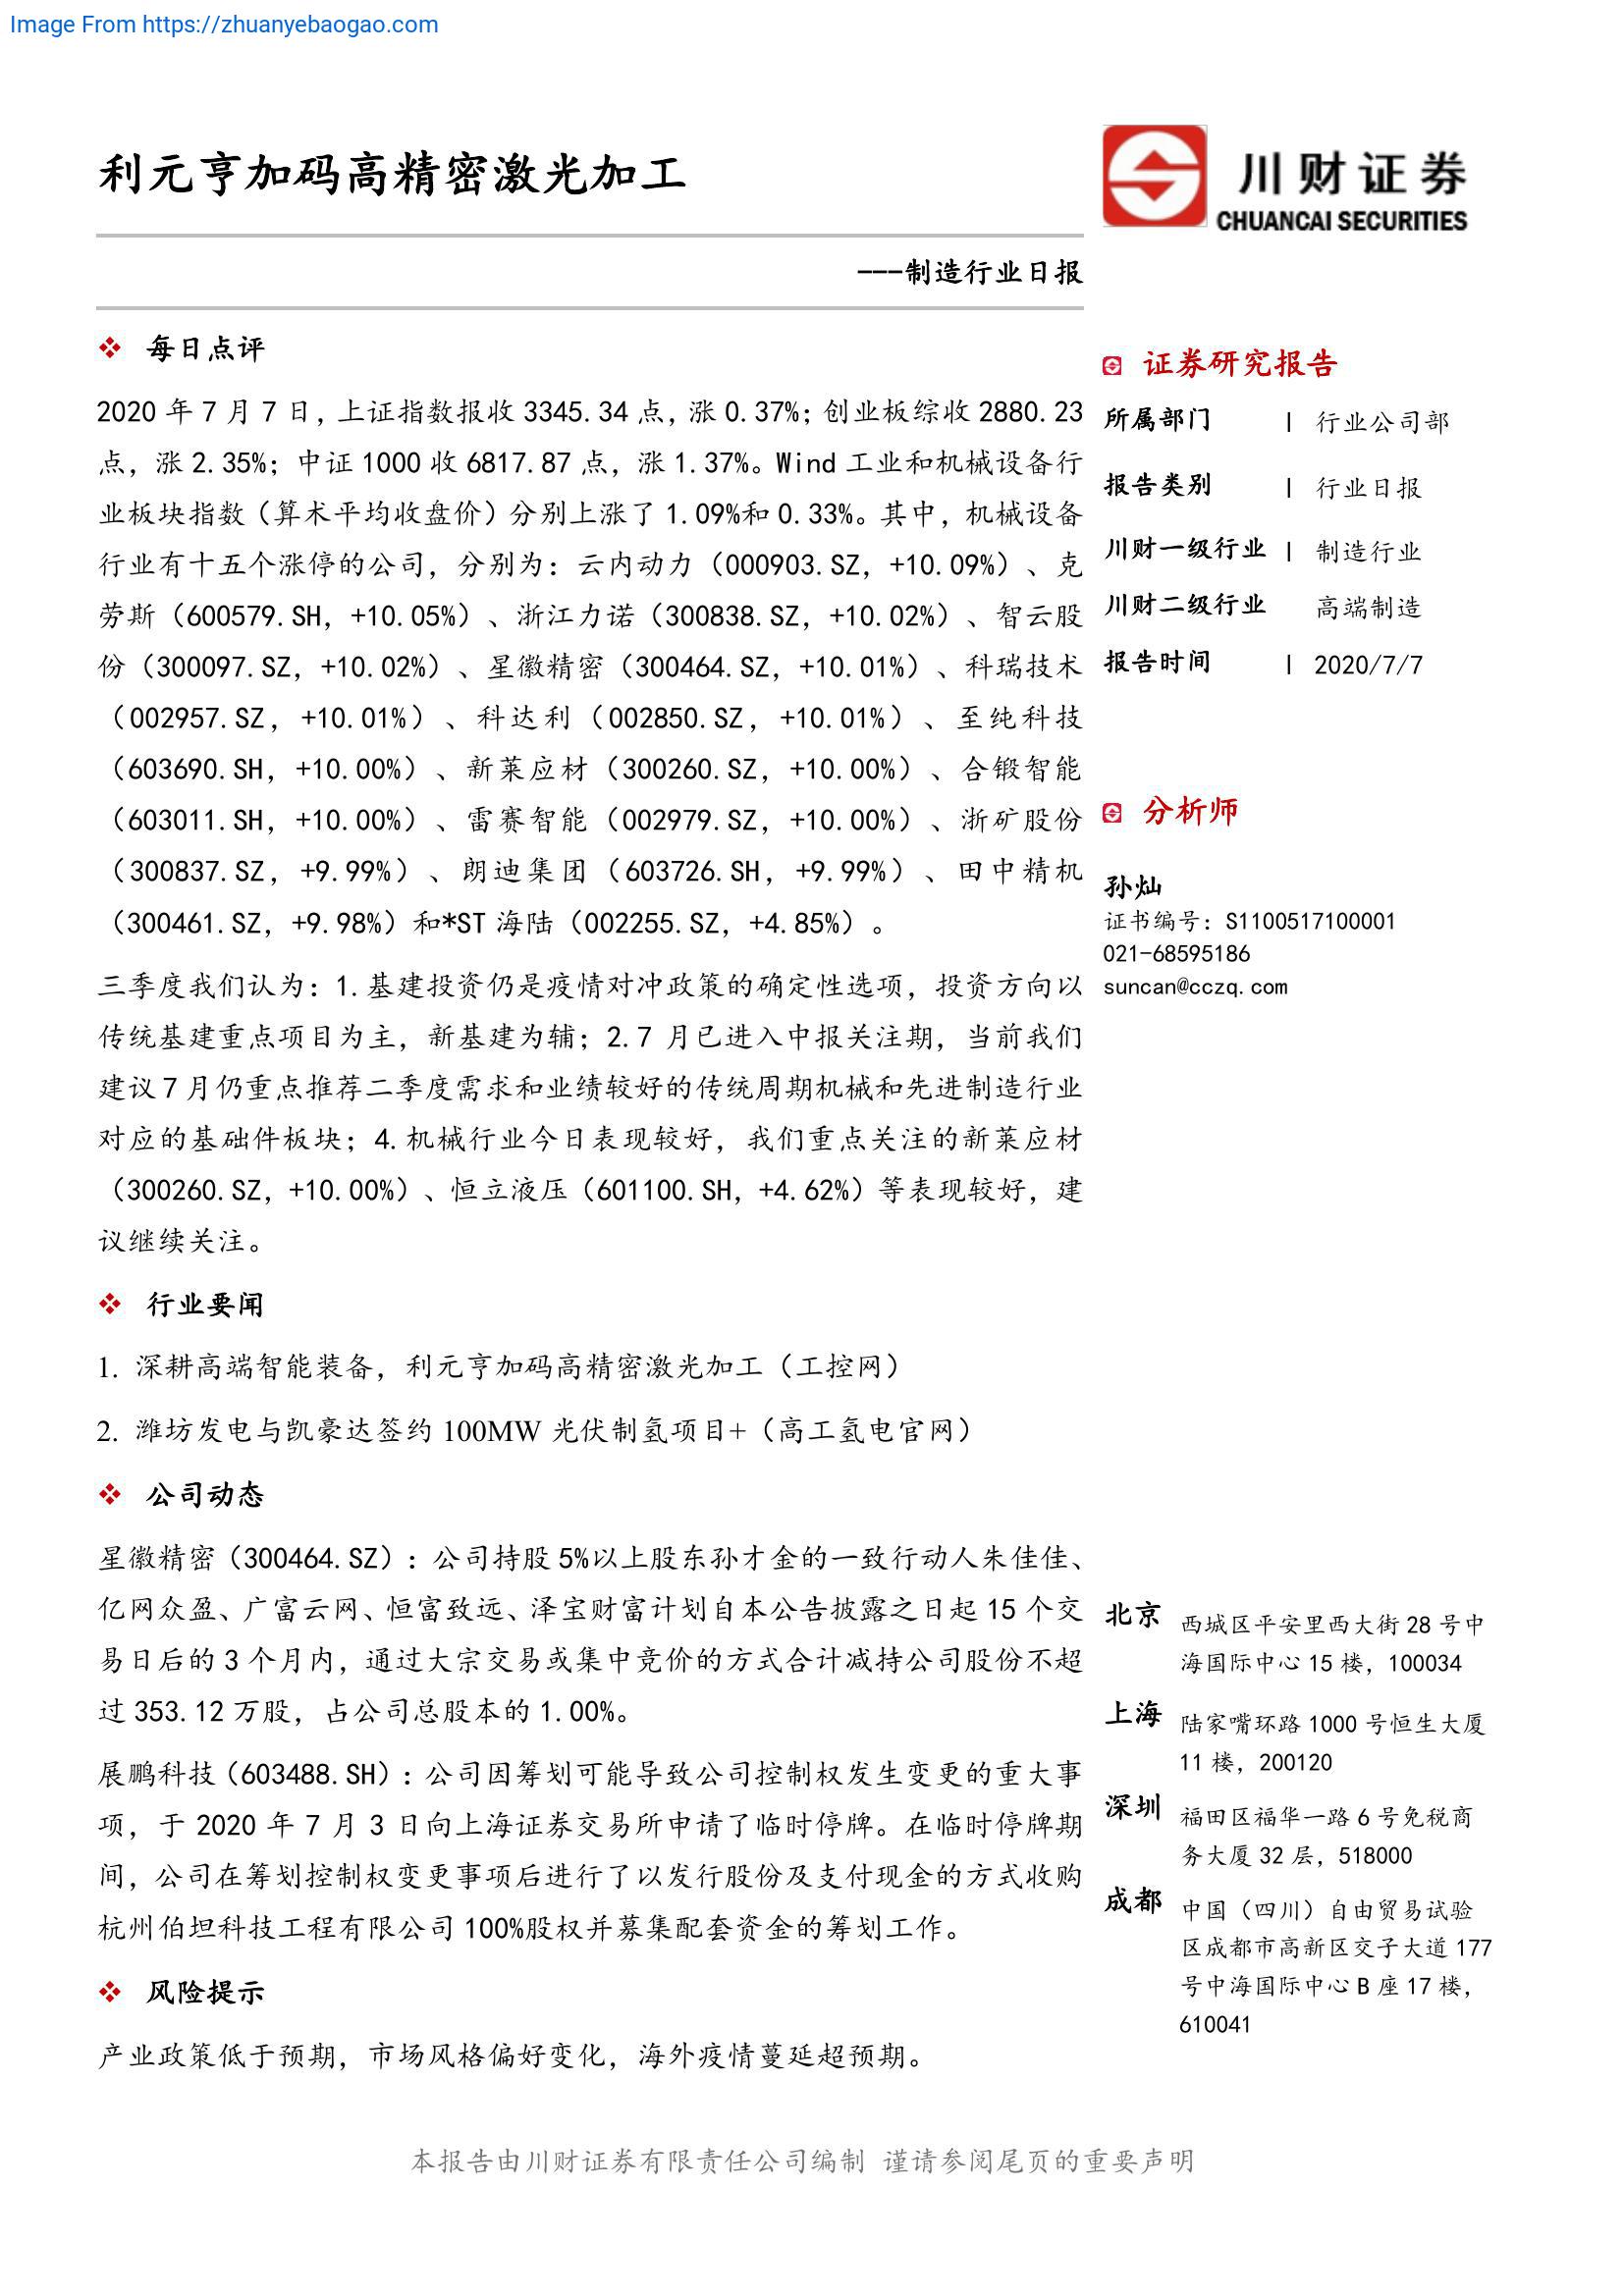 Image From https://zhuanyebaogao.com
利元亨加码高精密激光加工
川财证券
CHUANCAI SECURITIES
---制造行业日报
每日点评
2020 年 7 月 7 日，上证指数报收 3345.34 点，涨 0.37%；创业板综收 2880.23
点，涨 2.35%；中证 1000 收 6817.87 点，涨 1.37%。Wind 工业和机械设备行
业板块指数（算术平均收盘价）分别上涨了 1.09%和 0.33%。其中，机械设备
行业有十五个涨停的公司，分别为：云内动力（000903.SZ，+10.09%）、克
劳斯（600579.SH，+10.05%）、浙江力诺（300838.SZ，+10.02%）、智云股
份（300097.SZ，+10.02%）、星徽精密（300464.SZ，+10.01%）、科瑞技术
（002957.SZ，+10.01%）、科达利（002850.SZ，+10.01%）、至纯科技
（603690.SH，+10.00%）、新莱应材（300260.SZ，+10.00%）、合锻智能
（603011.SH，+10.00%）、雷赛智能（002979.SZ，+10.00%）、浙矿股份
（300837.SZ，+9.99%）、朗迪集团（603726.SH，+9.99%）、田中精机
（300461.SZ，+9.98%）和*ST 海陆（002255.SZ，+4.85%）。
三季度我们认为：1.基建投资仍是疫情对冲政策的确定性选项，投资方向以
传统基建重点项目为主，新基建为辅；2.7 月已进入中报关注期，当前我们
建议 7 月仍重点推荐二季度需求和业绩较好的传统周期机械和先进制造行业
对应的基础件板块；4.机械行业今日表现较好，我们重点关注的新莱应材
（300260.SZ，+10.00%）、恒立液压（601100.SH，+4.62%）等表现较好，建
议继续关注。
行业要闻
1. 深耕高端智能装备，利元亨加码高精密激光加工（工控网）
2. 潍坊发电与凯豪达签约 100MW 光伏制氢项目+（高工氢电官网）
公司动态
星徽精密（300464.SZ）：公司持股 5%以上股东孙才金的一致行动人朱佳佳、
亿网众盈、广富云网、恒富致远、泽宝财富计划自本公告披露之日起 15 个交
易日后的 3 个月内，通过大宗交易或集中竞价的方式合计减持公司股份不超
过 353.12 万股，占公司总股本的 1.00%。
展鹏科技（603488.SH）：公司因筹划可能导致公司控制权发生变更的重大事
项，于 2020 年 7 月 3 日向上海证券交易所申请了临时停牌。在临时停牌期
间，公司在筹划控制权变更事项后进行了以发行股份及支付现金的方式收购
杭州伯坦科技工程有限公司 100%股权并募集配套资金的筹划工作。
风险提示
产业政策低于预期，市场风格偏好变化，海外疫情蔓延超预期。
证券研究报告
所属部门 | 行业公司部
报告类别 | 行业日报
川财一级行业 | 制造行业
川财二级行业 高端制造
报告时间 | 2020/7/7
分析师
孙灿
证书编号：S1100517100001
021-68595186
suncan@cczq.com
北京 西城区平安里西大街 28 号中
海国际中心 15 楼，100034
上海 陆家嘴环路 1000 号恒生大厦
11 楼，200120
深圳 福田区福华一路 6 号免税商
务大厦 32 层，518000
成都 中国（四川）自由贸易试验
区成都市高新区交子大道 177
号中海国际中心 B 座 17 楼，
610041
本报告由川财证券有限责任公司编制 谨请参阅尾页的重要声明